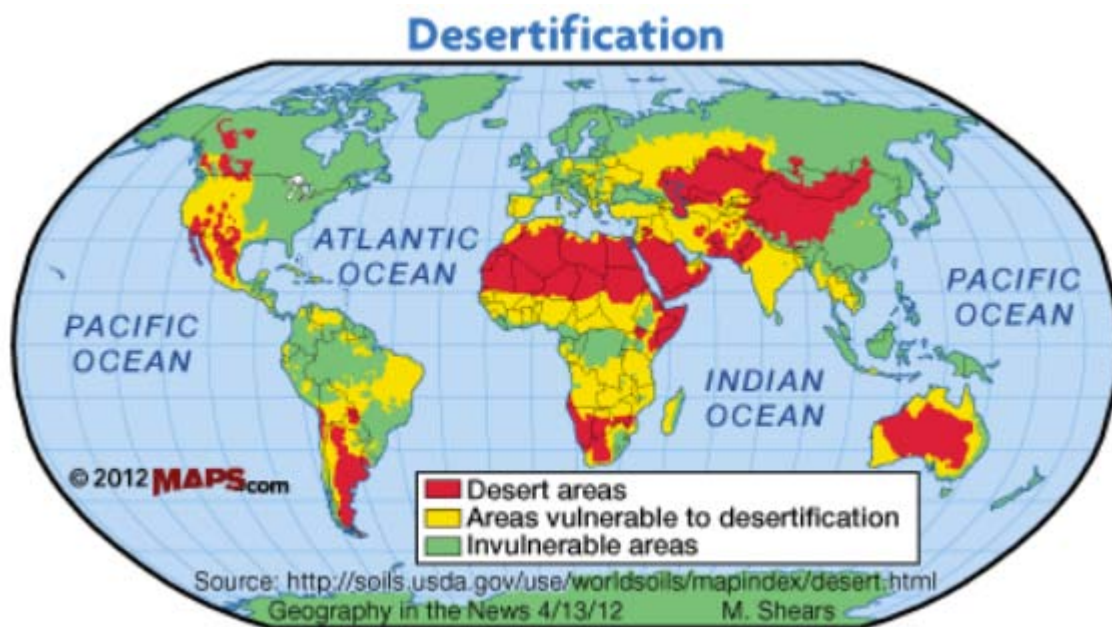 Desertification
ATLANTIC
OCEAN
PACIFIC
OCEAN
PACIFIC
OCEAN
INDIAN
OCEAN
© 2012 MAPS.com
Desert areas
Areas vulnerable to desertification
Invulnerable areas
Source: http://soils.usda.gov/use/worldsoils/mapindex/desert.html
Geography in the News 4/13/12 M. Shears